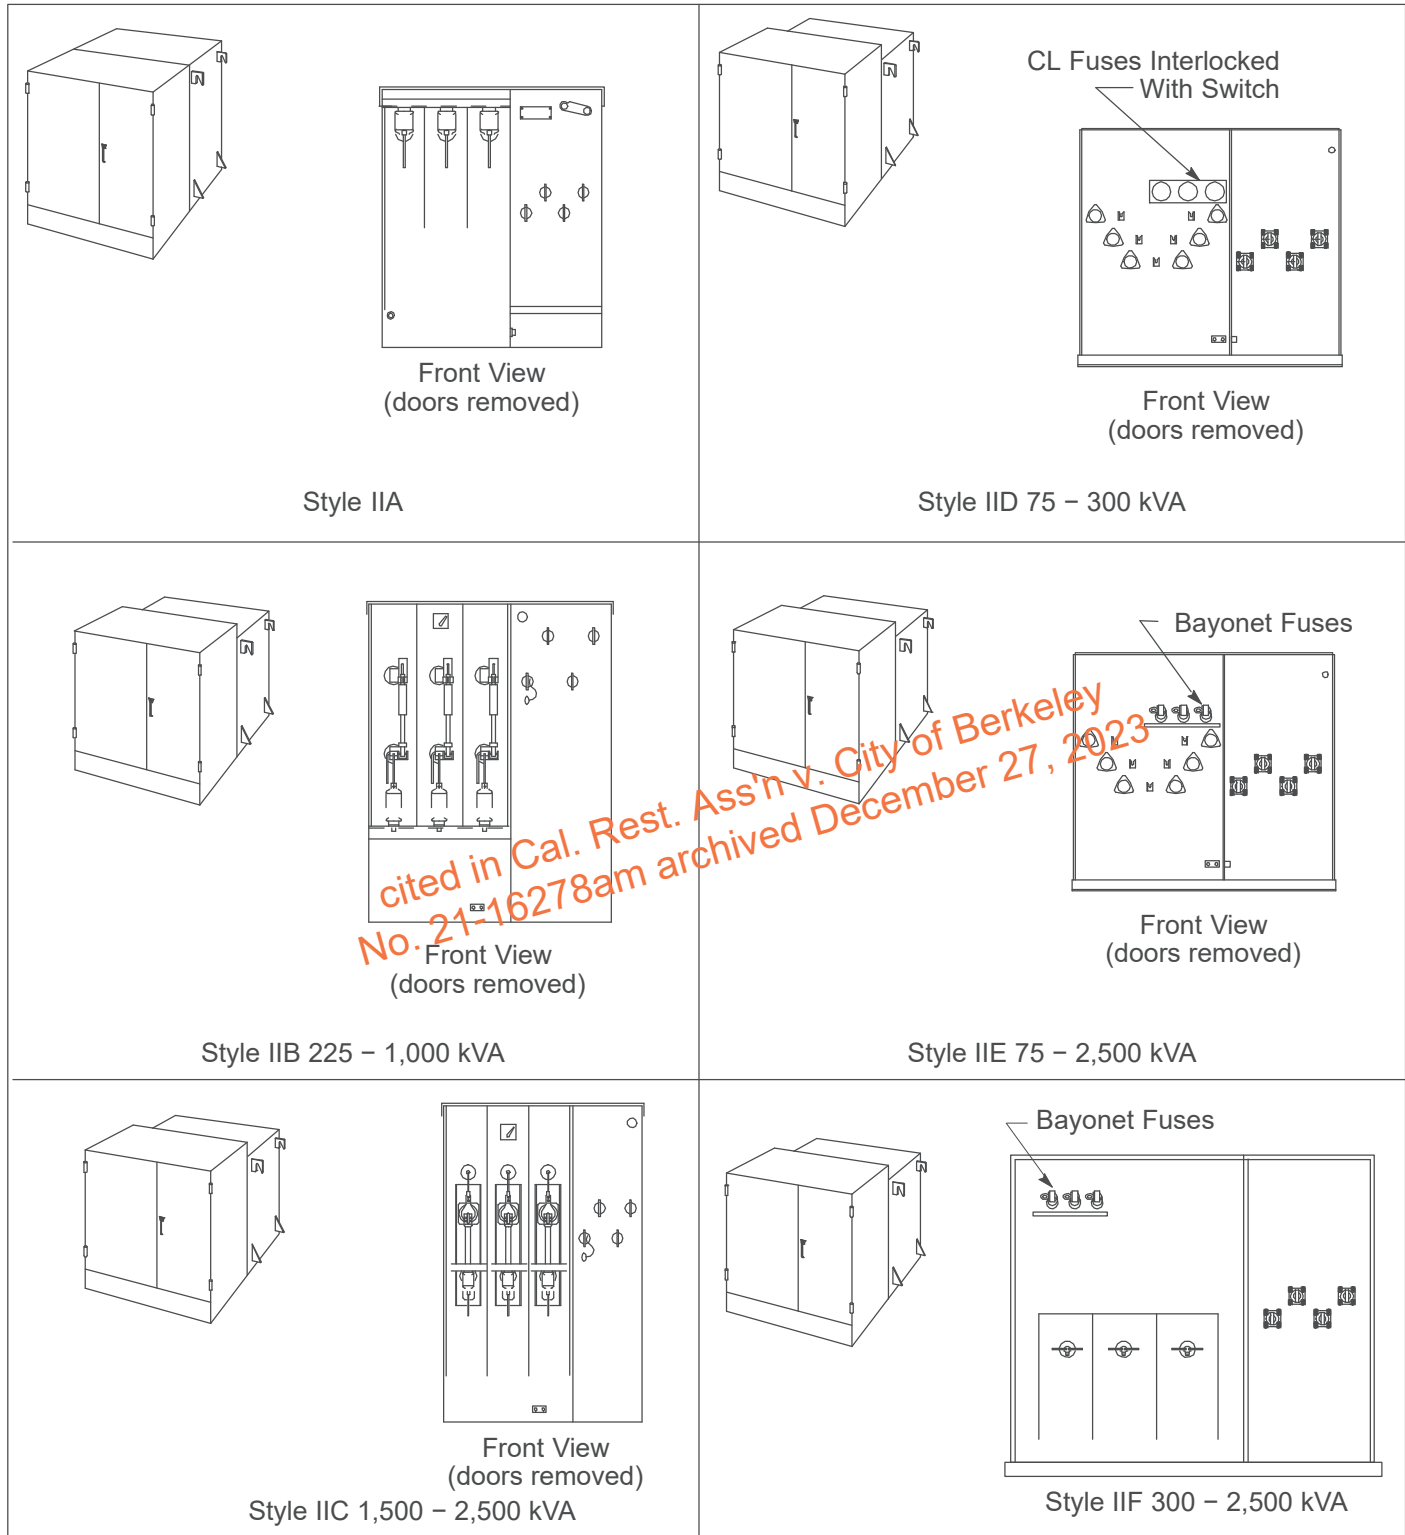 Front View
(doors removed)
Style IIA
CL Fuses Interlocked
With Switch
Front View
(doors removed)
Style IID 75 − 300 kVA
Front View
(doors removed)
Style IIB 225 − 1,000 kVA
Bayonet Fuses
Front View
(doors removed)
Style IIE 75 − 2,500 kVA
cited in Cal. Rest. Ass'n v. City of Berkeley
No. 21-16278am archived December 27, 2023
Front View
(doors removed)
Style IIC 1,500 − 2,500 kVA
Bayonet Fuses
Style IIF 300 − 2,500 kVA